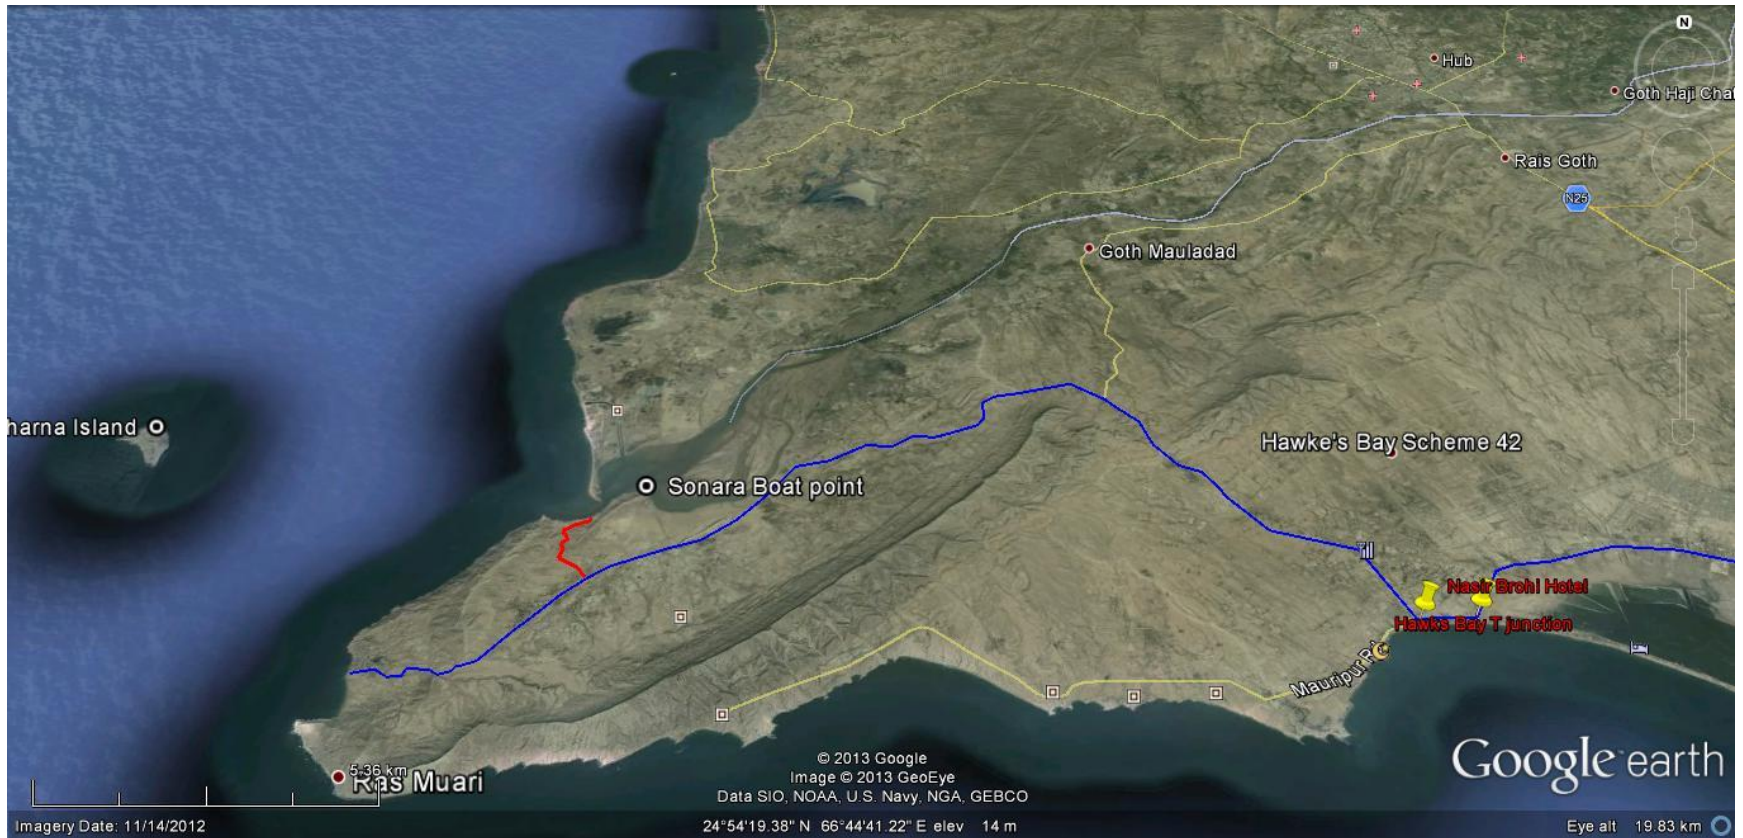 N
Hub
Goth Haji Chat
Rais Goth
N25
Goth Mauladad
harna Island
Hawke's Bay Scheme 42
Sonara Boat point
Nasir Brohi Hotel
Hawks Bay T junction
Mauripur R
5.36 km
Ras Muari
© 2013 Google
Image © 2013 GeoEye
Data SIO, NOAA, U.S. Navy, NGA, GEBCO
Google earth
Imagery Date: 11/14/2012
24°54'19.38" N 66°44'41.22" E elev 14 m
Eye alt 19.83 km